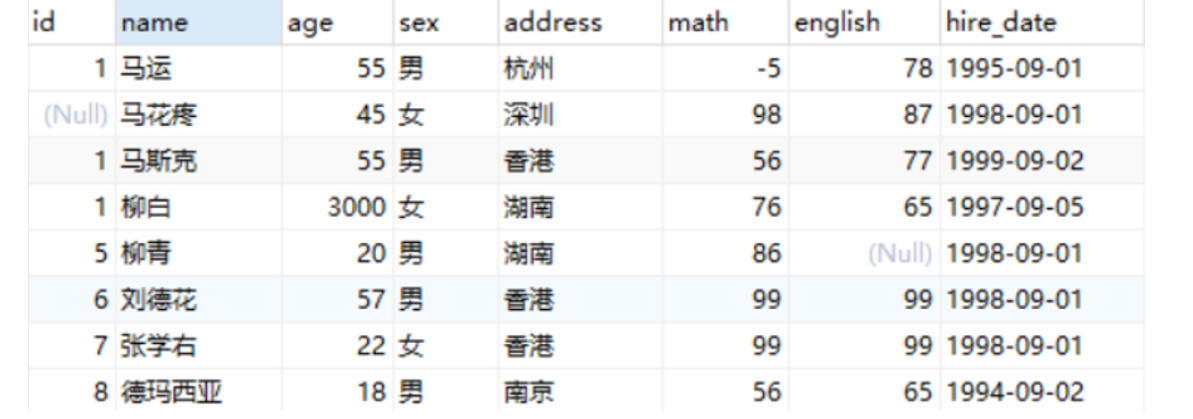 id name age sex address math english hire_date
1 马运 55 男 杭州 -5 78 1995-09-01
(Null) 马花疼 45 女 深圳 98 87 1998-09-01
1 马斯克 55 男 香港 56 77 1999-09-02
1 柳白 3000 女 湖南 76 65 1997-09-05
5 柳青 20 男 湖南 86 (Null) 1998-09-01
6 刘德花 57 男 香港 99 99 1998-09-01
7 张学右 22 女 香港 99 99 1998-09-01
8 德玛西亚 18 男 南京 56 65 1994-09-02